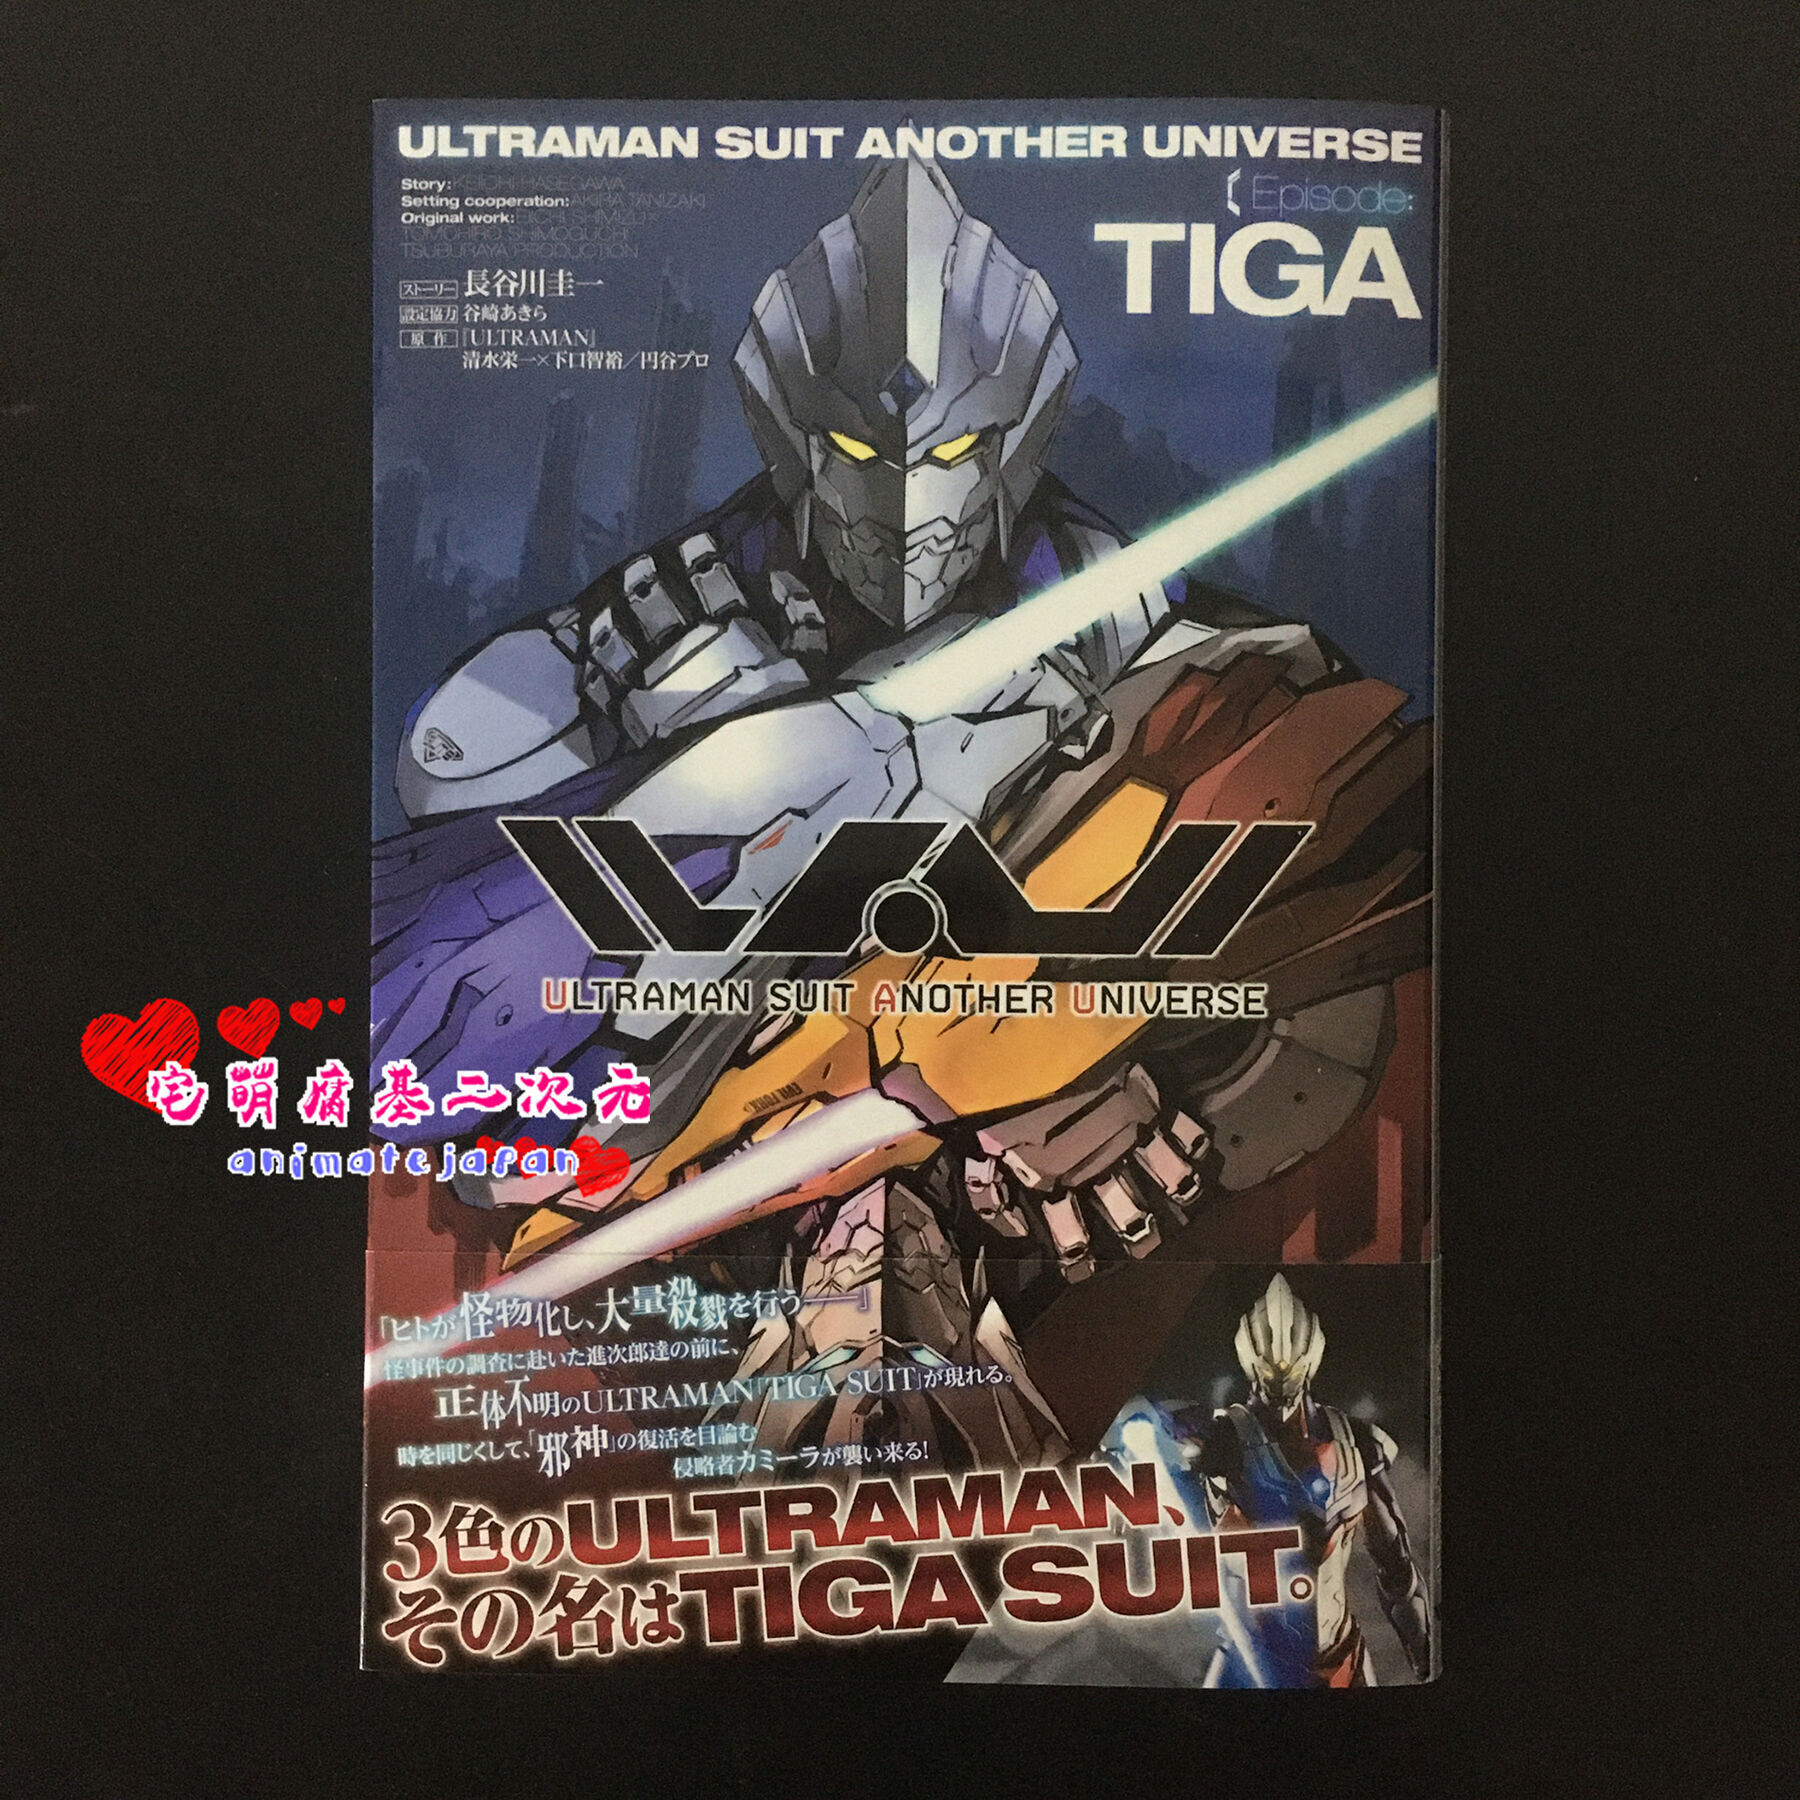 ULTRAMAN SUIT ANOTHER UNIVERSE
Episode:
TIGA
Story:KEIICHI HASEGAWA
Setting cooperation:AKIRA TANIZAKI
Original work:EIICHI SHIMIZU×
TOMOHIRO SHIMOGUCHI
TSUBURAYA PRODUCTION
ストーリー 長谷川圭一
設定協力 谷崎あきら
原作 『ULTRAMAN』
清水栄一×下口智裕／円谷プロ
ULTRAMAN SUIT ANOTHER UNIVERSE
宅萌腐基二次元
animatejapan
「ヒトが怪物化し、大量殺戮を行う――」
怪事件の調査に赴いた進次郎達の前に、
正体不明のULTRAMAN「TIGA SUIT」が現れる。
時を同じくして、「邪神」の復活を目論む
侵略者カミーラが襲い来る!
3色のULTRAMAN、
その名はTIGA SUIT。